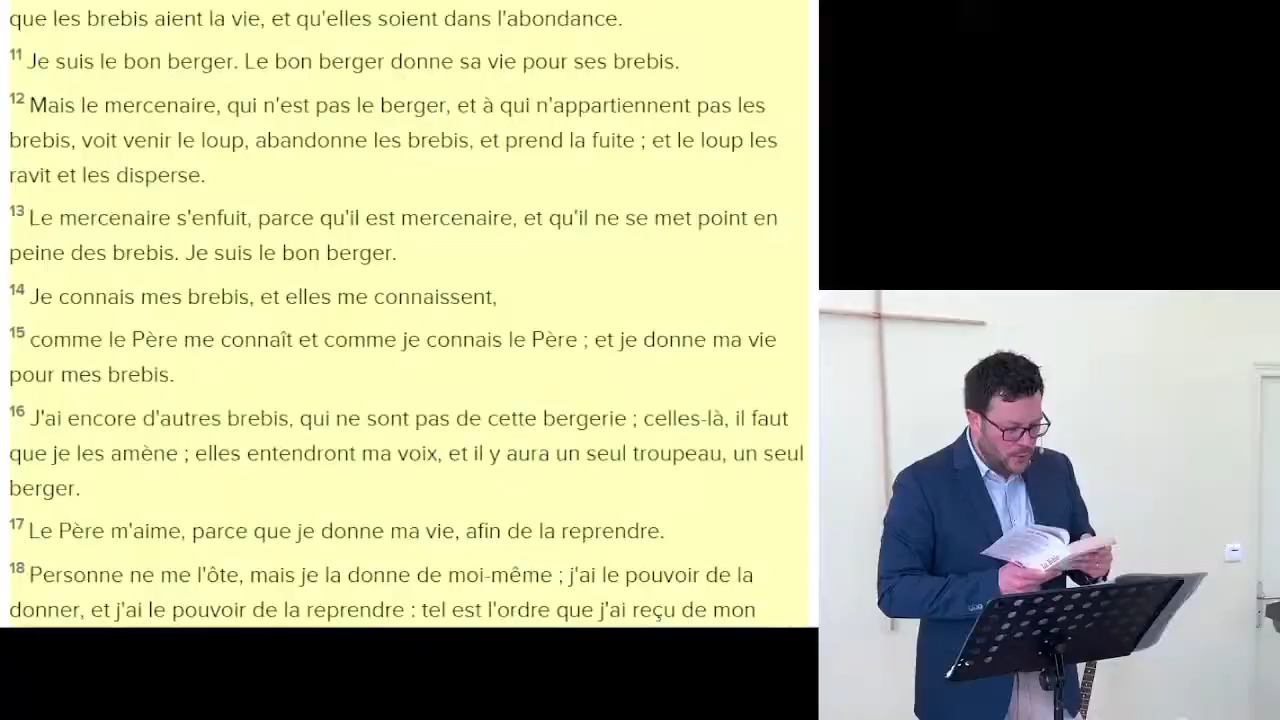 que les brebis aient la vie, et qu'elles soient dans l'abondance.
11 Je suis le bon berger. Le bon berger donne sa vie pour ses brebis.
12 Mais le mercenaire, qui n'est pas le berger, et à qui n'appartiennent pas les
brebis, voit venir le loup, abandonne les brebis, et prend la fuite ; et le loup les
ravit et les disperse.
13 Le mercenaire s'enfuit, parce qu'il est mercenaire, et qu'il ne se met point en
peine des brebis. Je suis le bon berger.
14 Je connais mes brebis, et elles me connaissent,
15 comme le Père me connaît et comme je connais le Père ; et je donne ma vie
pour mes brebis.
16 J'ai encore d'autres brebis, qui ne sont pas de cette bergerie ; celles-là, il faut
que je les amène ; elles entendront ma voix, et il y aura un seul troupeau, un seul
berger.
17 Le Père m'aime, parce que je donne ma vie, afin de la reprendre.
18 Personne ne me l'ôte, mais je la donne de moi-même ; j'ai le pouvoir de la
donner, et j'ai le pouvoir de la reprendre : tel est l'ordre que j'ai reçu de mon